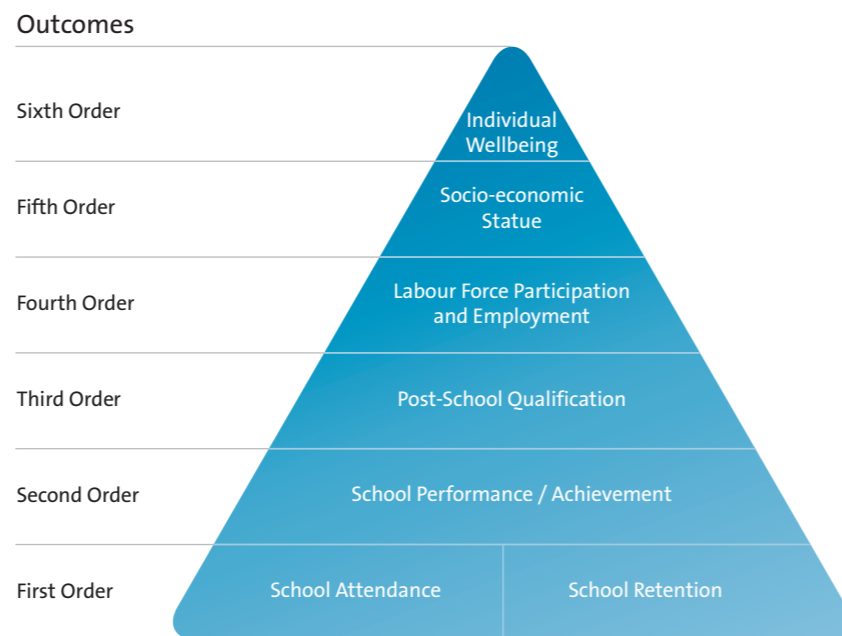 Outcomes
Sixth Order
Individual
Wellbeing
Fifth Order
Socio-economic
Statue
Fourth Order
Labour Force Participation
and Employment
Third Order
Post-School Qualification
Second Order
School Performance / Achievement
First Order
School Attendance
School Retention